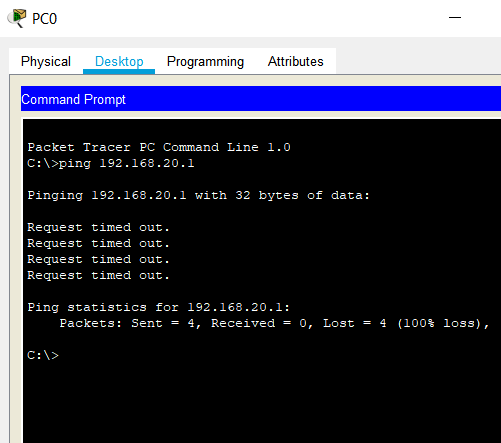 PC0
Physical Desktop Programming Attributes
Command Prompt
Packet Tracer PC Command Line 1.0
C:\>ping 192.168.20.1
Pinging 192.168.20.1 with 32 bytes of data:
Request timed out.
Request timed out.
Request timed out.
Request timed out.
Ping statistics for 192.168.20.1:
    Packets: Sent = 4, Received = 0, Lost = 4 (100% loss),
C:\>